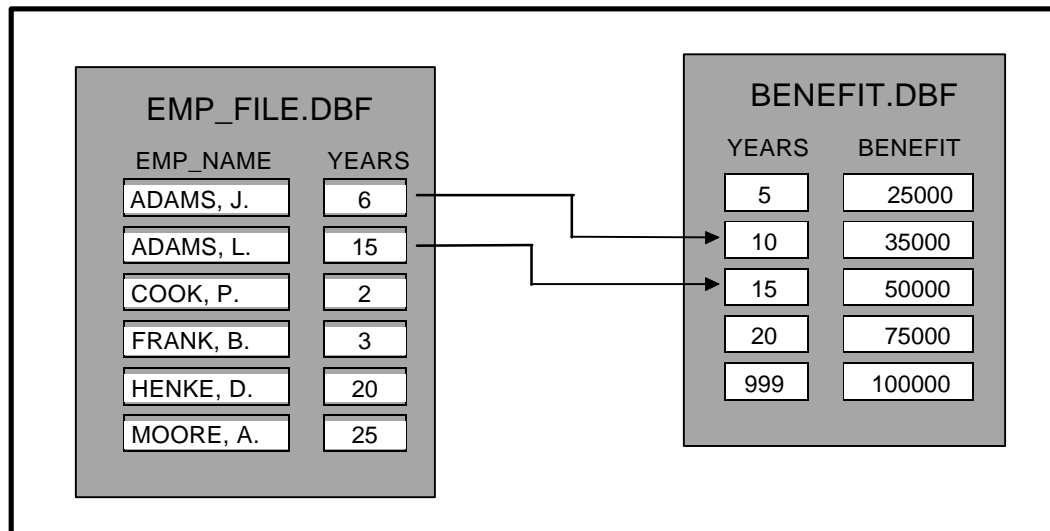 EMP_FILE.DBF
EMP_NAME YEARS
ADAMS, J. 6
ADAMS, L. 15
COOK, P. 2
FRANK, B. 3
HENKE, D. 20
MOORE, A. 25
BENEFIT.DBF
YEARS BENEFIT
5 25000
10 35000
15 50000
20 75000
999 100000